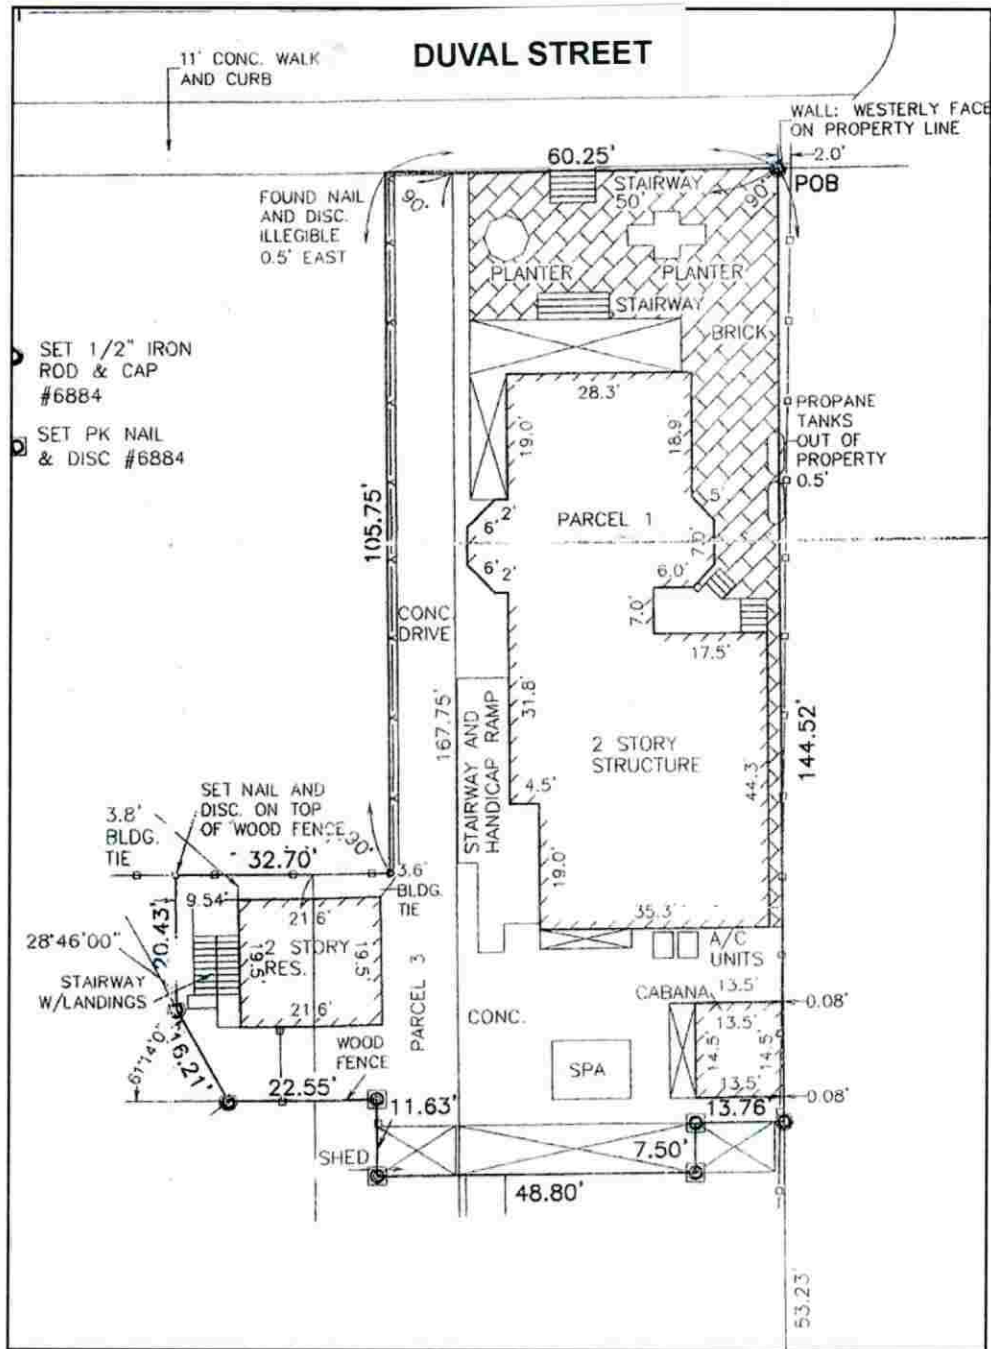 DUVAL STREET
11' CONC. WALK
AND CURB
WALL: WESTERLY FACE
ON PROPERTY LINE
2.0'
60.25'
POB
FOUND NAIL
AND DISC.
ILLEGIBLE
0.5' EAST
90°
STAIRWAY
50'
90°
PLANTER
PLANTER
STAIRWAY
BRICK
SET 1/2" IRON
ROD & CAP
#6884
SET PK NAIL
& DISC #6884
28.3'
19.0'
18.9'
PROPANE
TANKS
OUT OF
PROPERTY
0.5'
105.75'
PARCEL 1
5'
6'
2'
7.0'
6'
2'
6.0'
7.0'
17.5'
CONC
DRIVE
167.75'
STAIRWAY AND
HANDICAP RAMP
31.8'
2 STORY
STRUCTURE
44.3'
144.52'
4.5'
19.0'
35.3'
SET NAIL AND
DISC. ON TOP
OF WOOD FENCE
3.8'
BLDG.
TIE
32.70'
3.6'
BLDG.
TIE
9.54'
21.6'
20.43'
28°46'00"
2 STORY
RES.
19.5'
19.5'
STAIRWAY
W/LANDINGS
21.6'
PARCEL 3
CONC.
A/C
UNITS
CABANA
13.5'
13.5'
0.08'
14.5'
14.5'
SPA
13.5'
0.08'
WOOD
FENCE
61°14'0"
16.21'
22.55'
11.63'
13.76'
7.50'
SHED
48.80'
53.23'